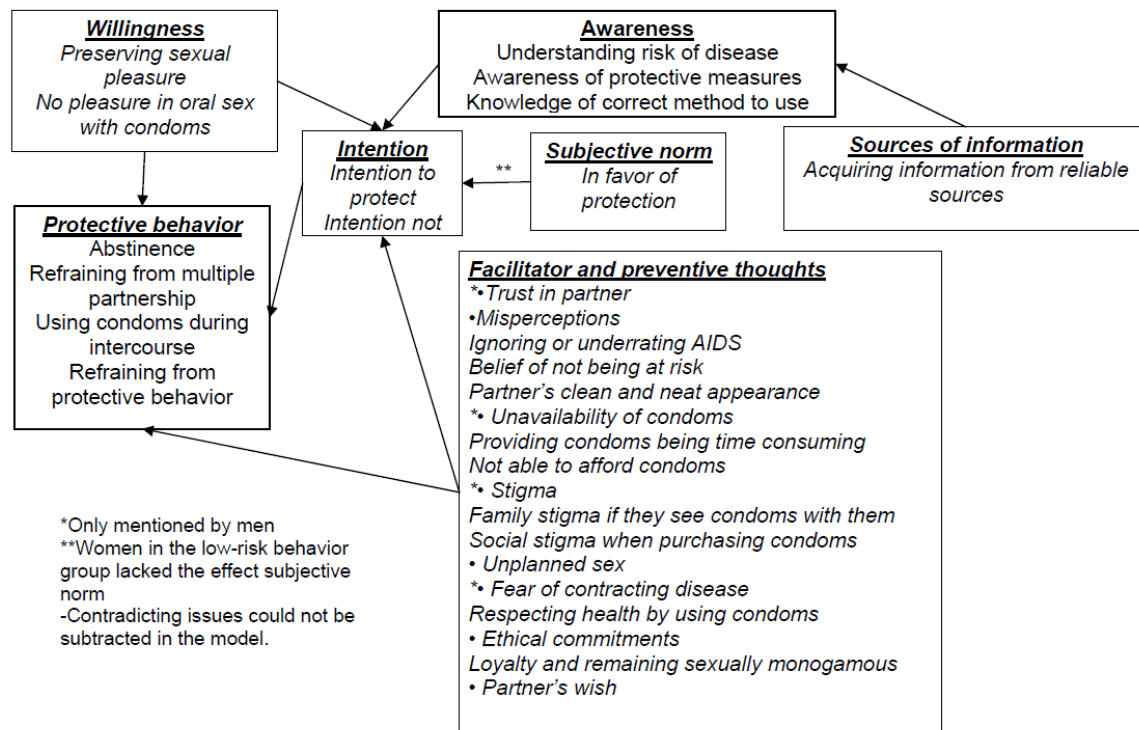 Willingness
Preserving sexual
pleasure
No pleasure in oral sex
with condoms
Awareness
Understanding risk of disease
Awareness of protective measures
Knowledge of correct method to use
Intention
Intention to
protect
Intention not
**
Subjective norm
In favor of
protection
Sources of information
Acquiring information from reliable
sources
Protective behavior
Abstinence
Refraining from multiple
partnership
Using condoms during
intercourse
Refraining from
protective behavior
Facilitator and preventive thoughts
*•Trust in partner
•Misperceptions
Ignoring or underrating AIDS
Belief of not being at risk
Partner's clean and neat appearance
*• Unavailability of condoms
Providing condoms being time consuming
Not able to afford condoms
*• Stigma
Family stigma if they see condoms with them
Social stigma when purchasing condoms
• Unplanned sex
*• Fear of contracting disease
Respecting health by using condoms
• Ethical commitments
Loyalty and remaining sexually monogamous
• Partner's wish
*Only mentioned by men
**Women in the low-risk behavior
group lacked the effect subjective
norm
-Contradicting issues could not be
subtracted in the model.